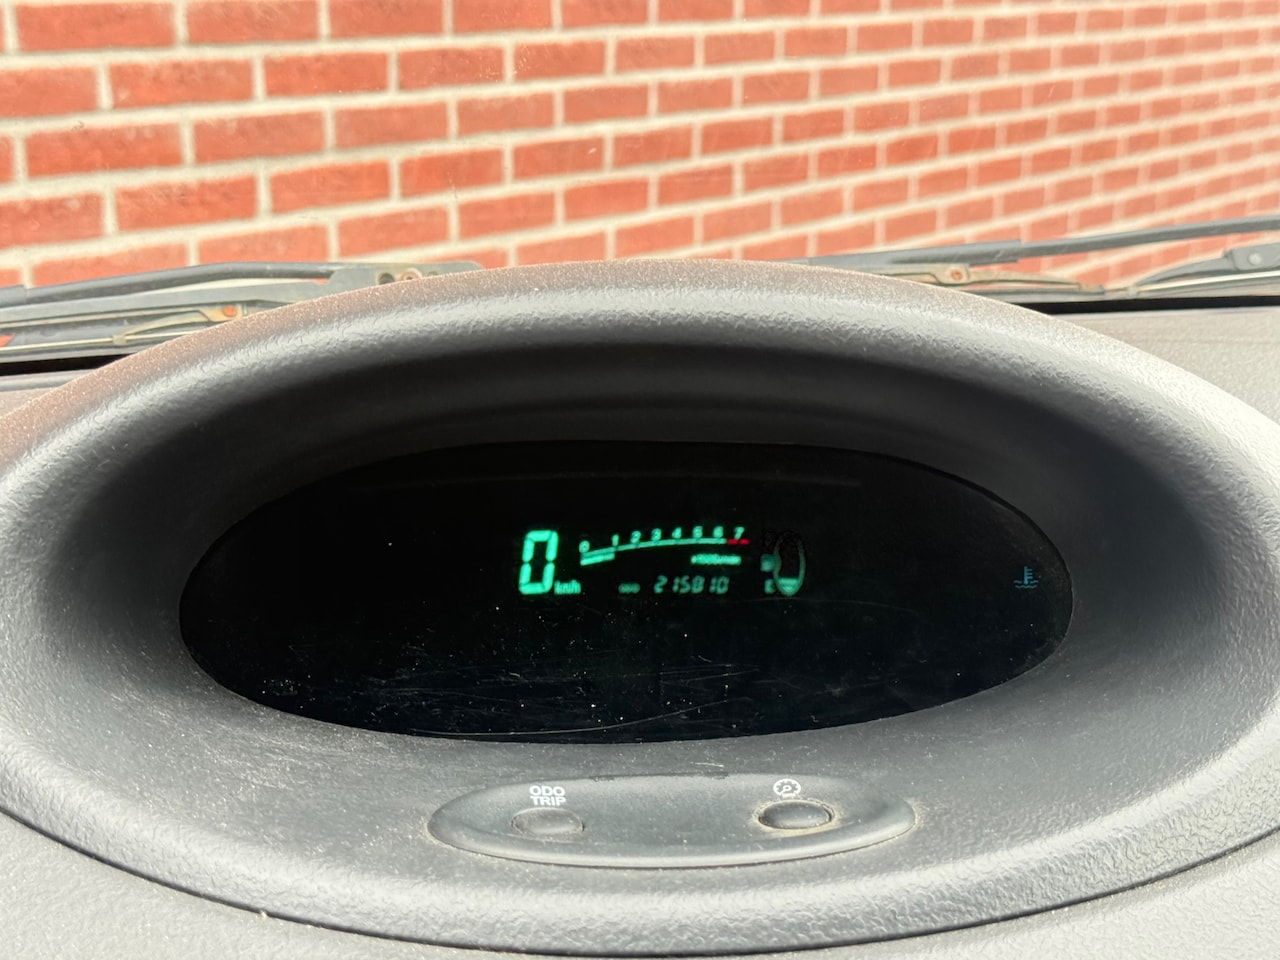 0 km/h
0 1 2 3 4 5 6 7
x1000r/min
ODO 215810
E
ODO
TRIP